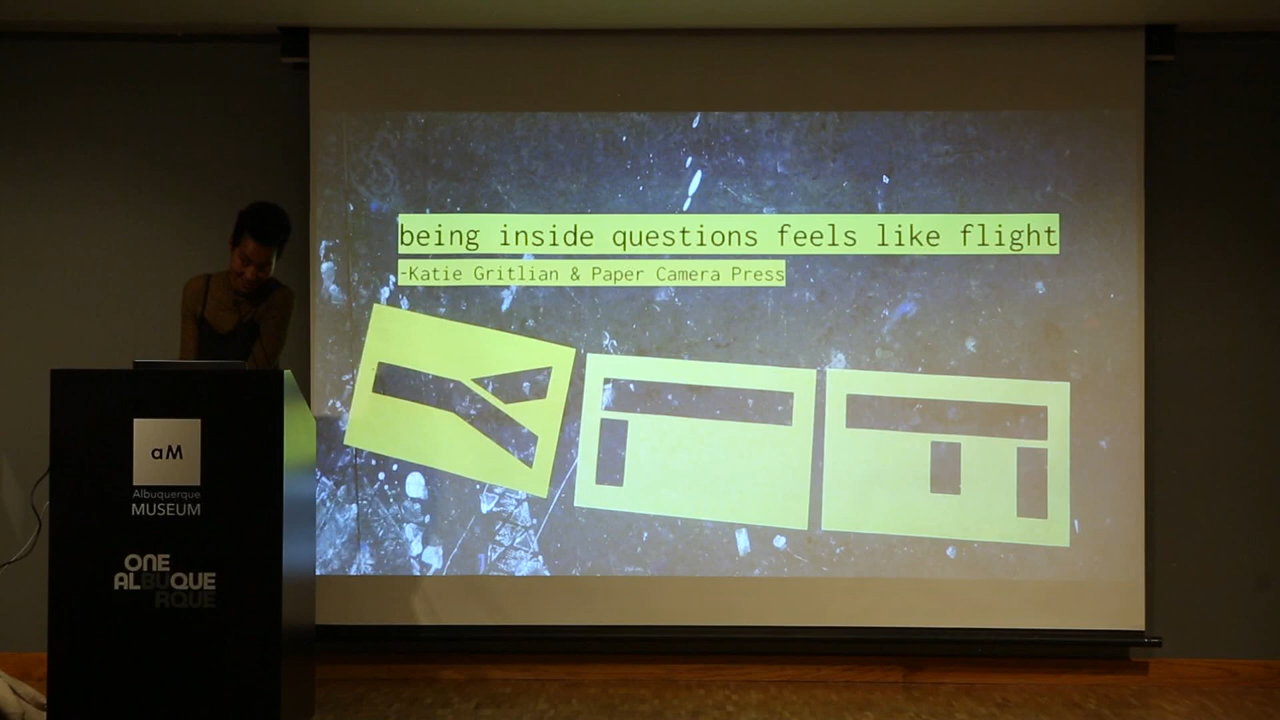 being inside questions feels like flight
-Katie Gritlian & Paper Camera Press
aM
Albuquerque
MUSEUM
ONE
ALBUQUE
RQUE